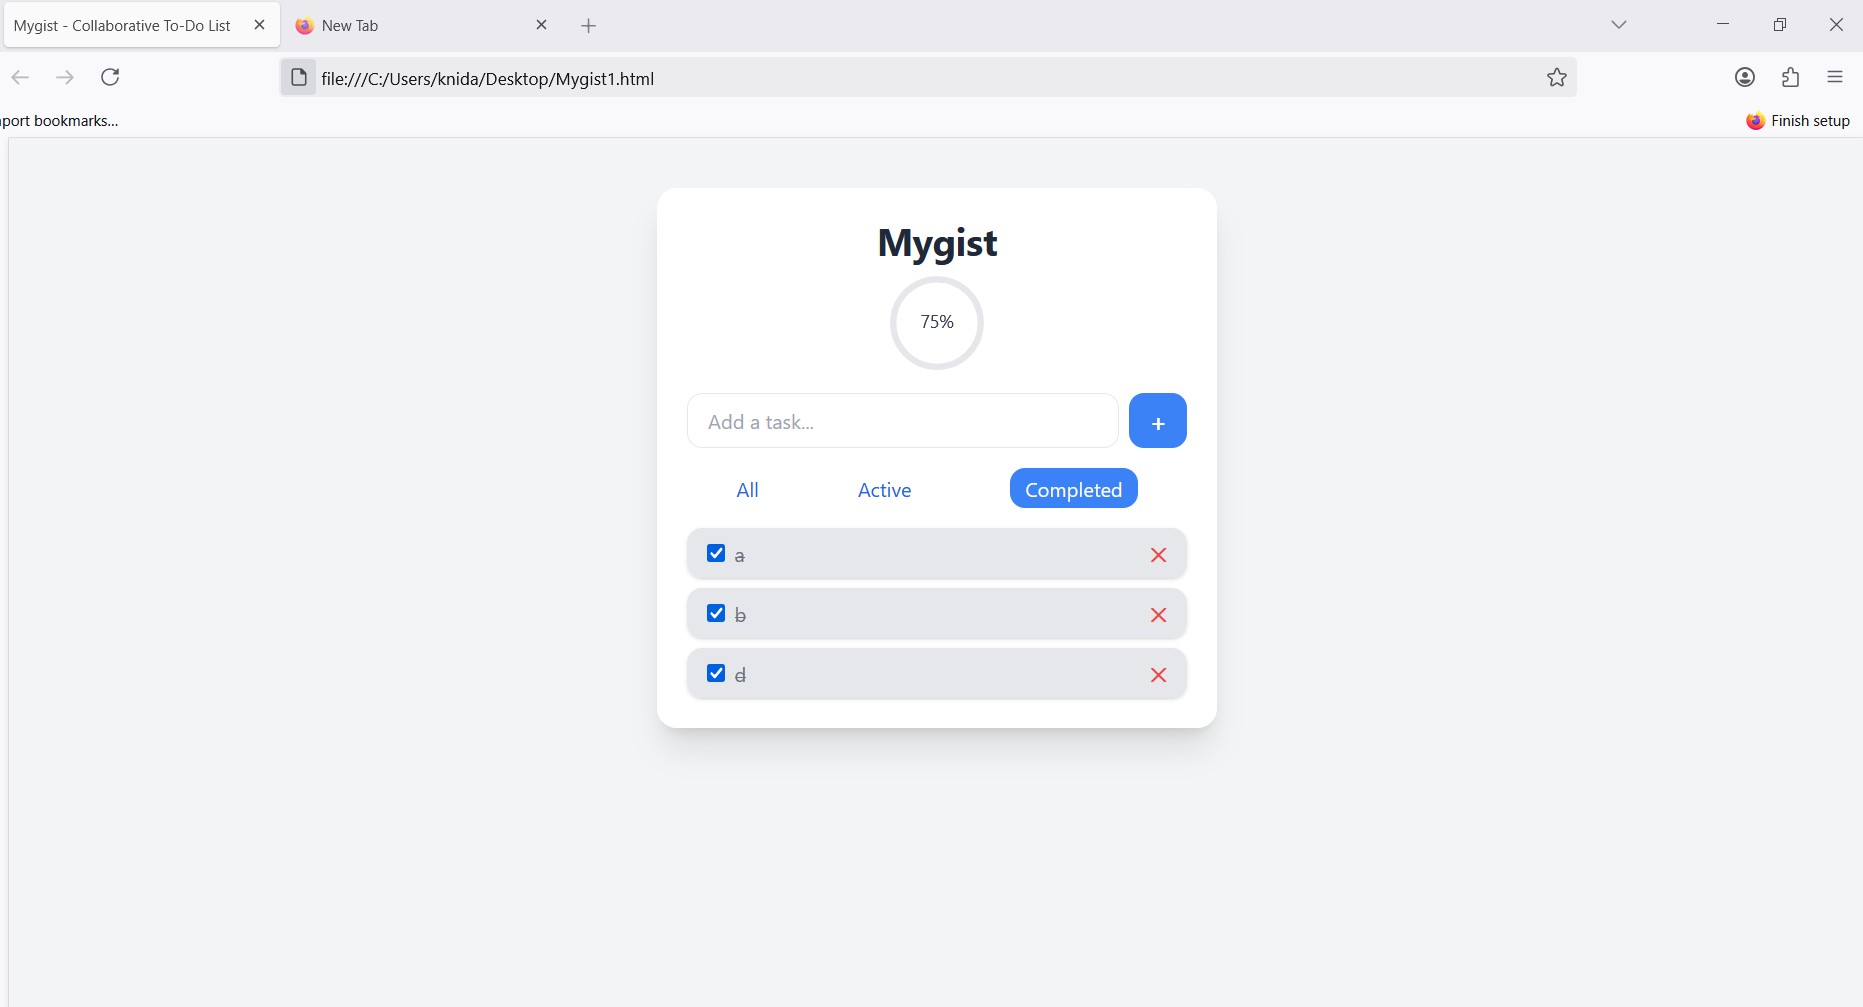 Mygist - Collaborative To-Do List
New Tab
file:///C:/Users/knida/Desktop/Mygist1.html
port bookmarks...
Finish setup
Mygist
75%
Add a task...
+
All Active Completed
a
b
d